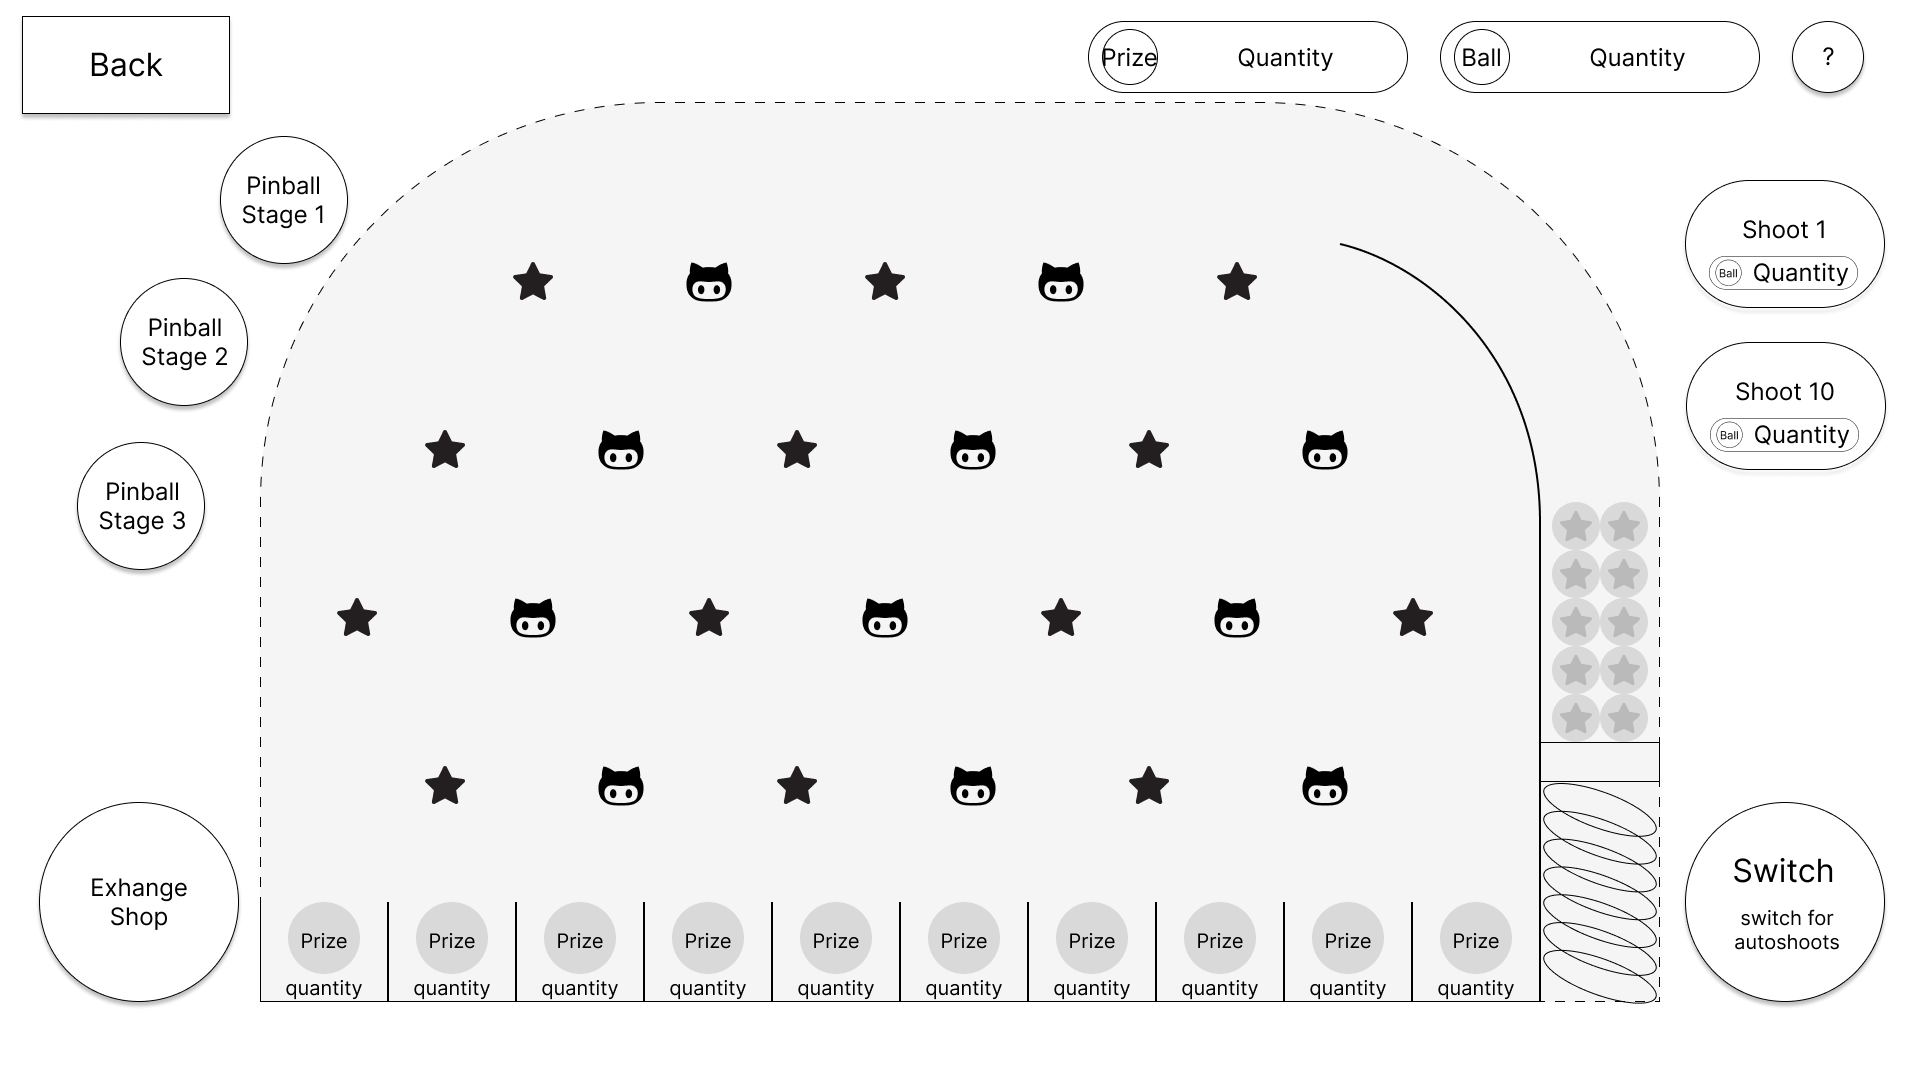 Back
Prize
Quantity
Ball
Quantity
?
Pinball
Stage 1
Pinball
Stage 2
Pinball
Stage 3
Shoot 1
Ball
Quantity
Shoot 10
Ball
Quantity
Exhange
Shop
Switch
switch for
autoshoots
Prize
quantity
Prize
quantity
Prize
quantity
Prize
quantity
Prize
quantity
Prize
quantity
Prize
quantity
Prize
quantity
Prize
quantity
Prize
quantity